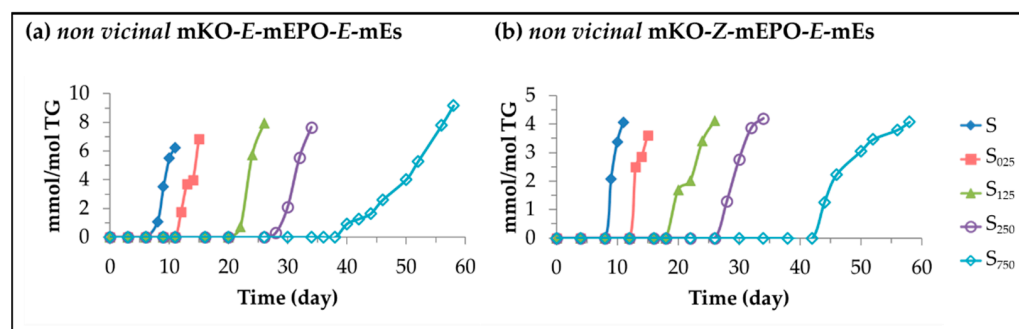 (a) non vicinal mKO-E-mEPO-E-mEs
(b) non vicinal mKO-Z-mEPO-E-mEs
mmol/mol TG
10
8
6
4
2
0
0 10 20 30 40 50 60
Time (day)
mmol/mol TG
5
4
3
2
1
0
0 10 20 30 40 50 60
Time (day)
S
S025
S125
S250
S750